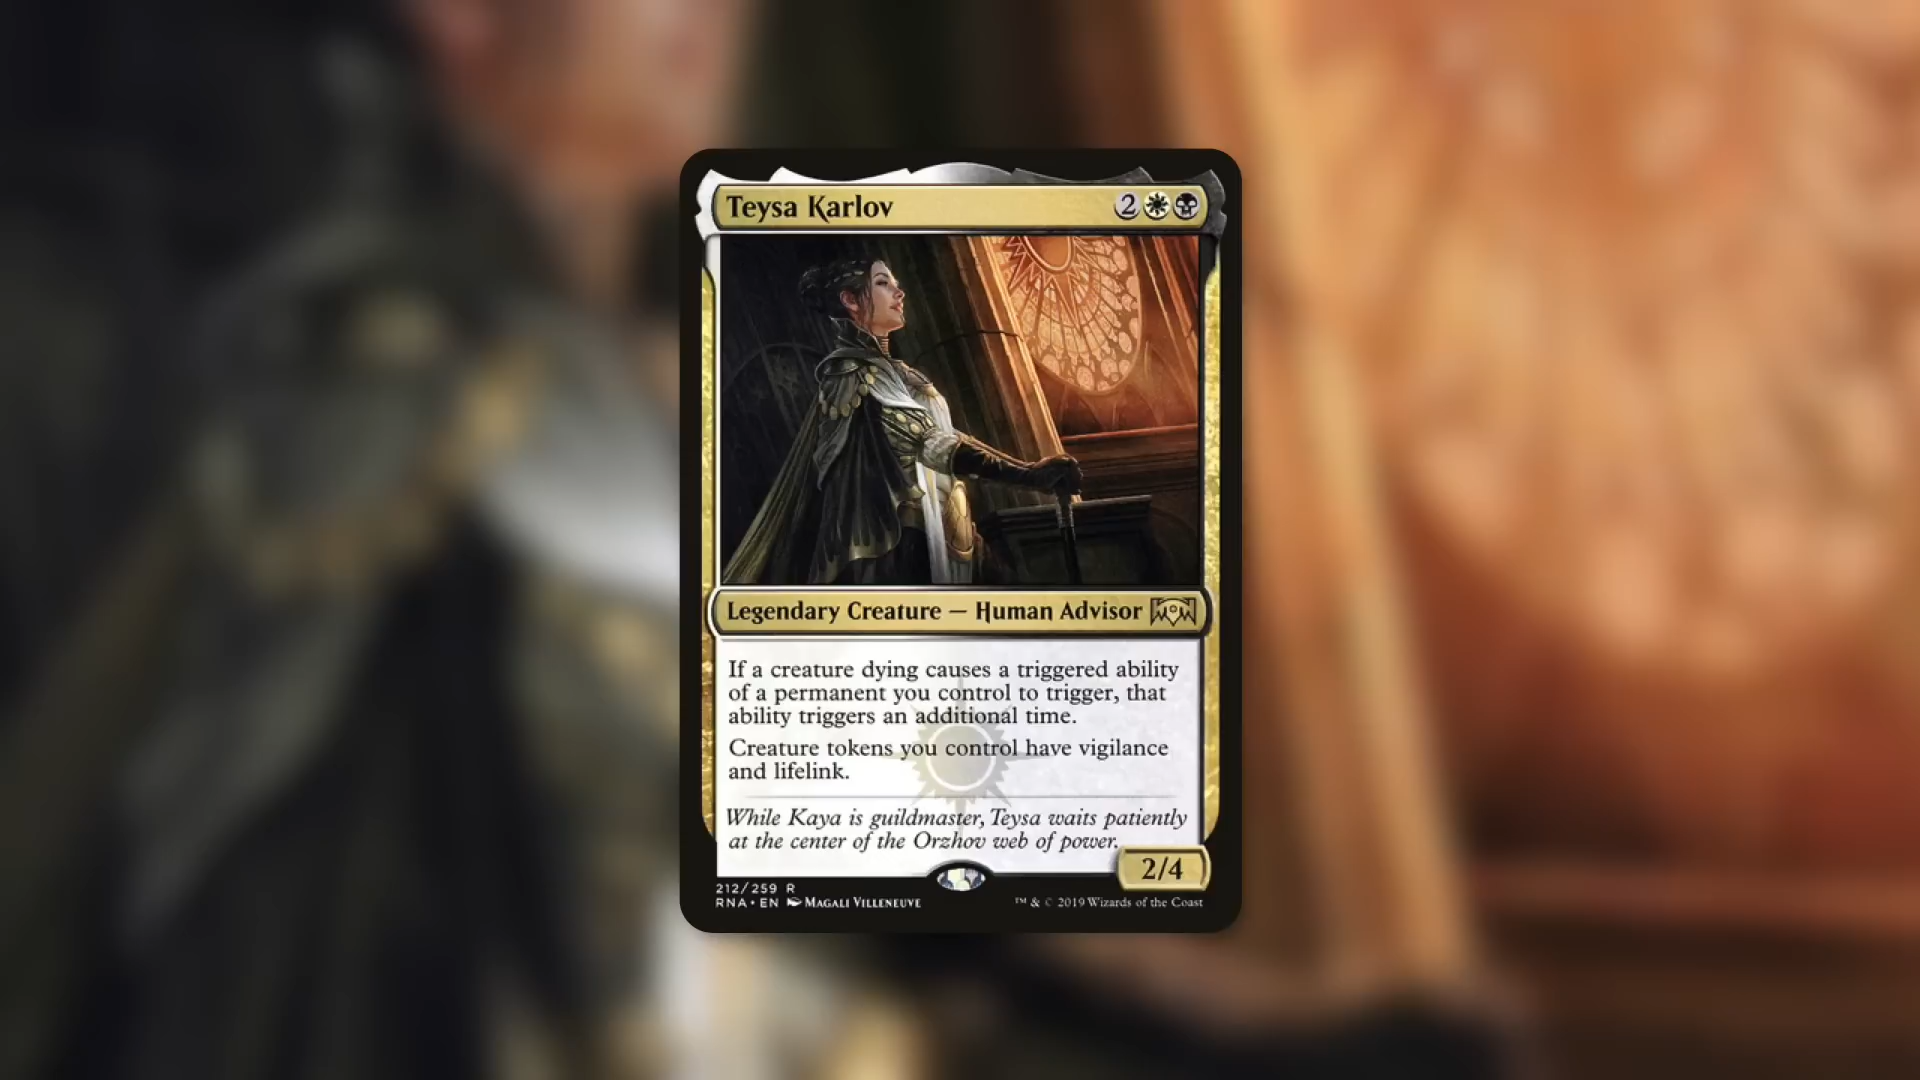 Teysa Karlov 2
Legendary Creature — Human Advisor
If a creature dying causes a triggered ability
of a permanent you control to trigger, that
ability triggers an additional time.
Creature tokens you control have vigilance
and lifelink.
While Kaya is guildmaster, Teysa waits patiently
at the center of the Orzhov web of power.
2/4
212/259 R
RNA • EN Magali Villeneuve
™ & © 2019 Wizards of the Coast